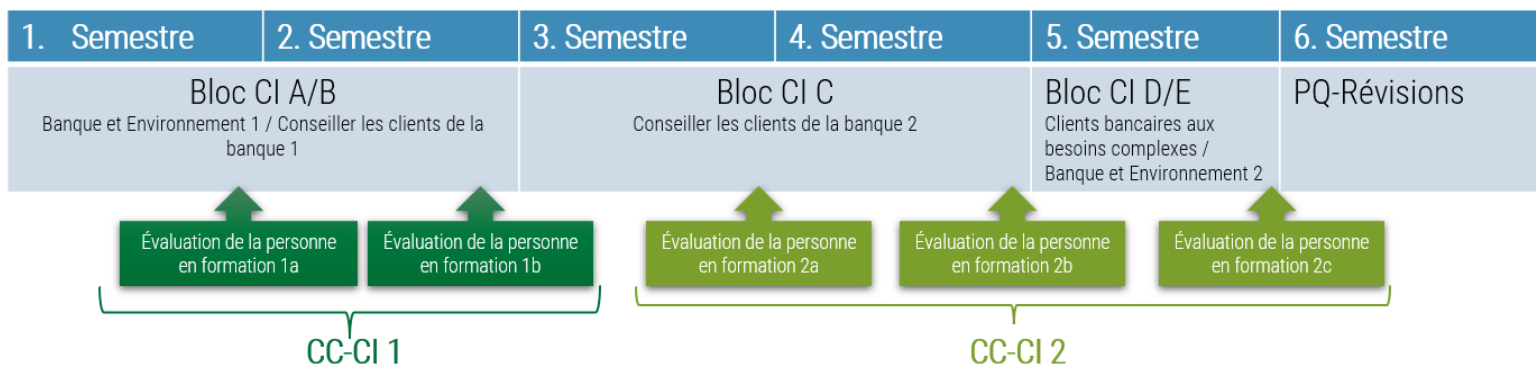 1. Semestre
2. Semestre
3. Semestre
4. Semestre
5. Semestre
6. Semestre
Bloc CI A/B
Banque et Environnement 1 / Conseiller les clients de la
banque 1
Bloc CI C
Conseiller les clients de la banque 2
Bloc CI D/E
Clients bancaires aux
besoins complexes /
Banque et Environnement 2
PQ-Révisions
Évaluation de la personne
en formation 1a
Évaluation de la personne
en formation 1b
Évaluation de la personne
en formation 2a
Évaluation de la personne
en formation 2b
Évaluation de la personne
en formation 2c
CC-CI 1
CC-CI 2